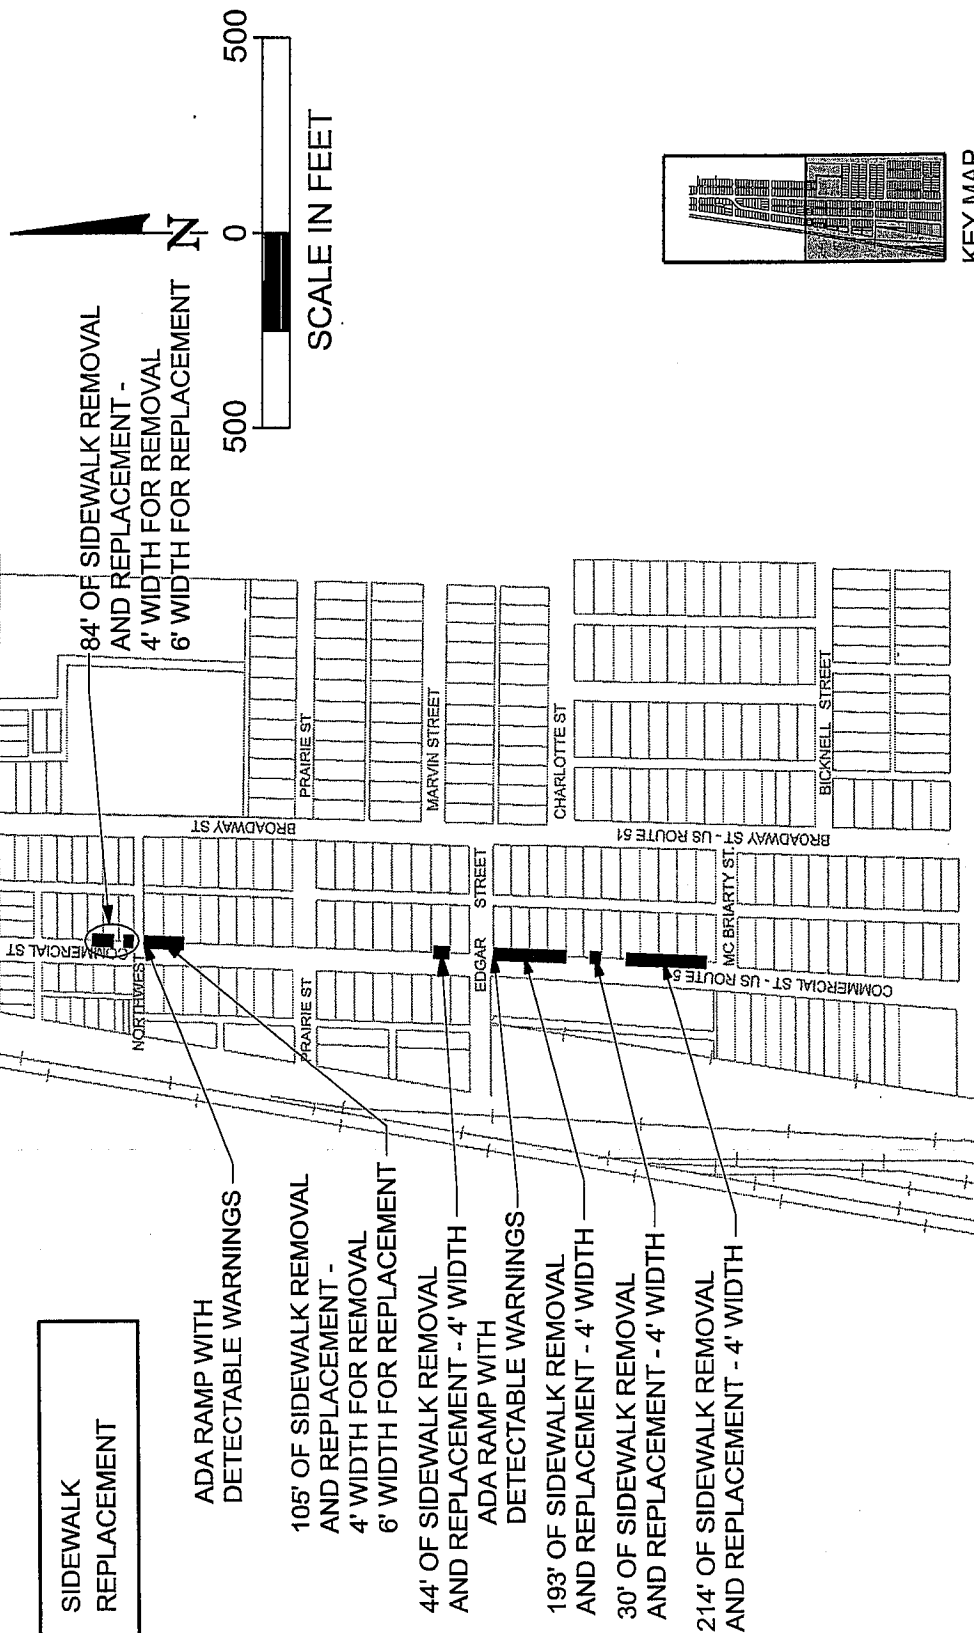 SIDEWALK
REPLACEMENT
ADA RAMP WITH
DETECTABLE WARNINGS
105' OF SIDEWALK REMOVAL
AND REPLACEMENT -
4' WIDTH FOR REMOVAL
6' WIDTH FOR REPLACEMENT
44' OF SIDEWALK REMOVAL
AND REPLACEMENT - 4' WIDTH
ADA RAMP WITH
DETECTABLE WARNINGS
193' OF SIDEWALK REMOVAL
AND REPLACEMENT - 4' WIDTH
30' OF SIDEWALK REMOVAL
AND REPLACEMENT - 4' WIDTH
214' OF SIDEWALK REMOVAL
AND REPLACEMENT - 4' WIDTH
84' OF SIDEWALK REMOVAL
AND REPLACEMENT -
4' WIDTH FOR REMOVAL
6' WIDTH FOR REPLACEMENT
COMMERCIAL ST
NORTHWEST
PRAIRIE ST
PRAIRIE ST
BROADWAY ST
MARVIN STREET
EDGAR STREET
CHARLOTTE ST
BROADWAY ST - US ROUTE 51
MC BRIARTY ST.
COMMERCIAL ST - US ROUTE 5
BICKNELL STREET
N
500 0 500
SCALE IN FEET
KEY MAP